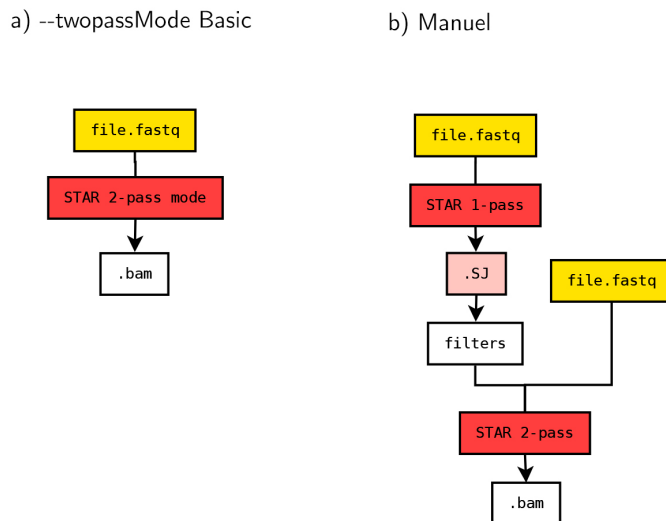 a) --twopassMode Basic
file.fastq
STAR 2-pass mode
.bam
b) Manuel
file.fastq
STAR 1-pass
.SJ
file.fastq
filters
STAR 2-pass
.bam